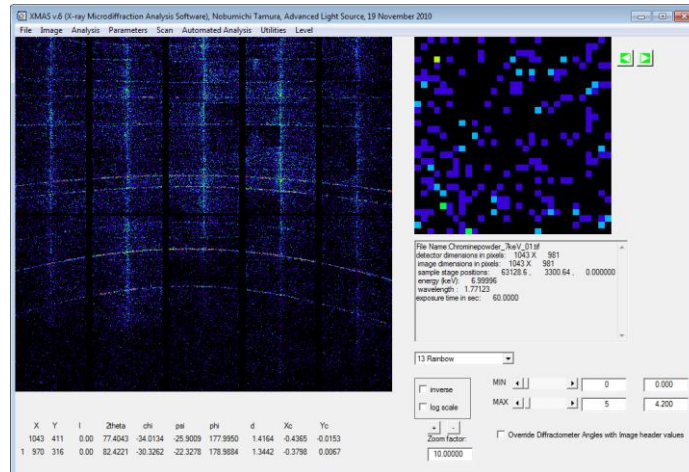 XMAS v.6 (X-ray Microdiffraction Analysis Software), Nobumichi Tamura, Advanced Light Source, 19 November 2010
File Image Analysis Parameters Scan Automated Analysis Utilities Level
File Name:Chrominepowder_7keV_01.tif
detector dimensions in pixels: 1043 X 981
image dimensions in pixels: 1043 X 981
sample stage positions: 63128.6 , 3300.64 , 0.000000
energy (keV): 6.99996
wavelength : 1.77123
exposure time in sec: 60.0000
13 Rainbow
inverse
log scale
MIN 0 0.000
MAX 5 4.200
+ -
Zoom factor:
10.00000
Override Diffractometer Angles with Image header values
X Y I 2theta chi psi phi d Xc Yc
1043 411 0.00 77.4043 -34.0134 -25.9009 177.9950 1.4164 -0.4365 -0.0153
1 970 316 0.00 82.4221 -30.3262 -22.3278 178.9884 1.3442 -0.3798 0.0067